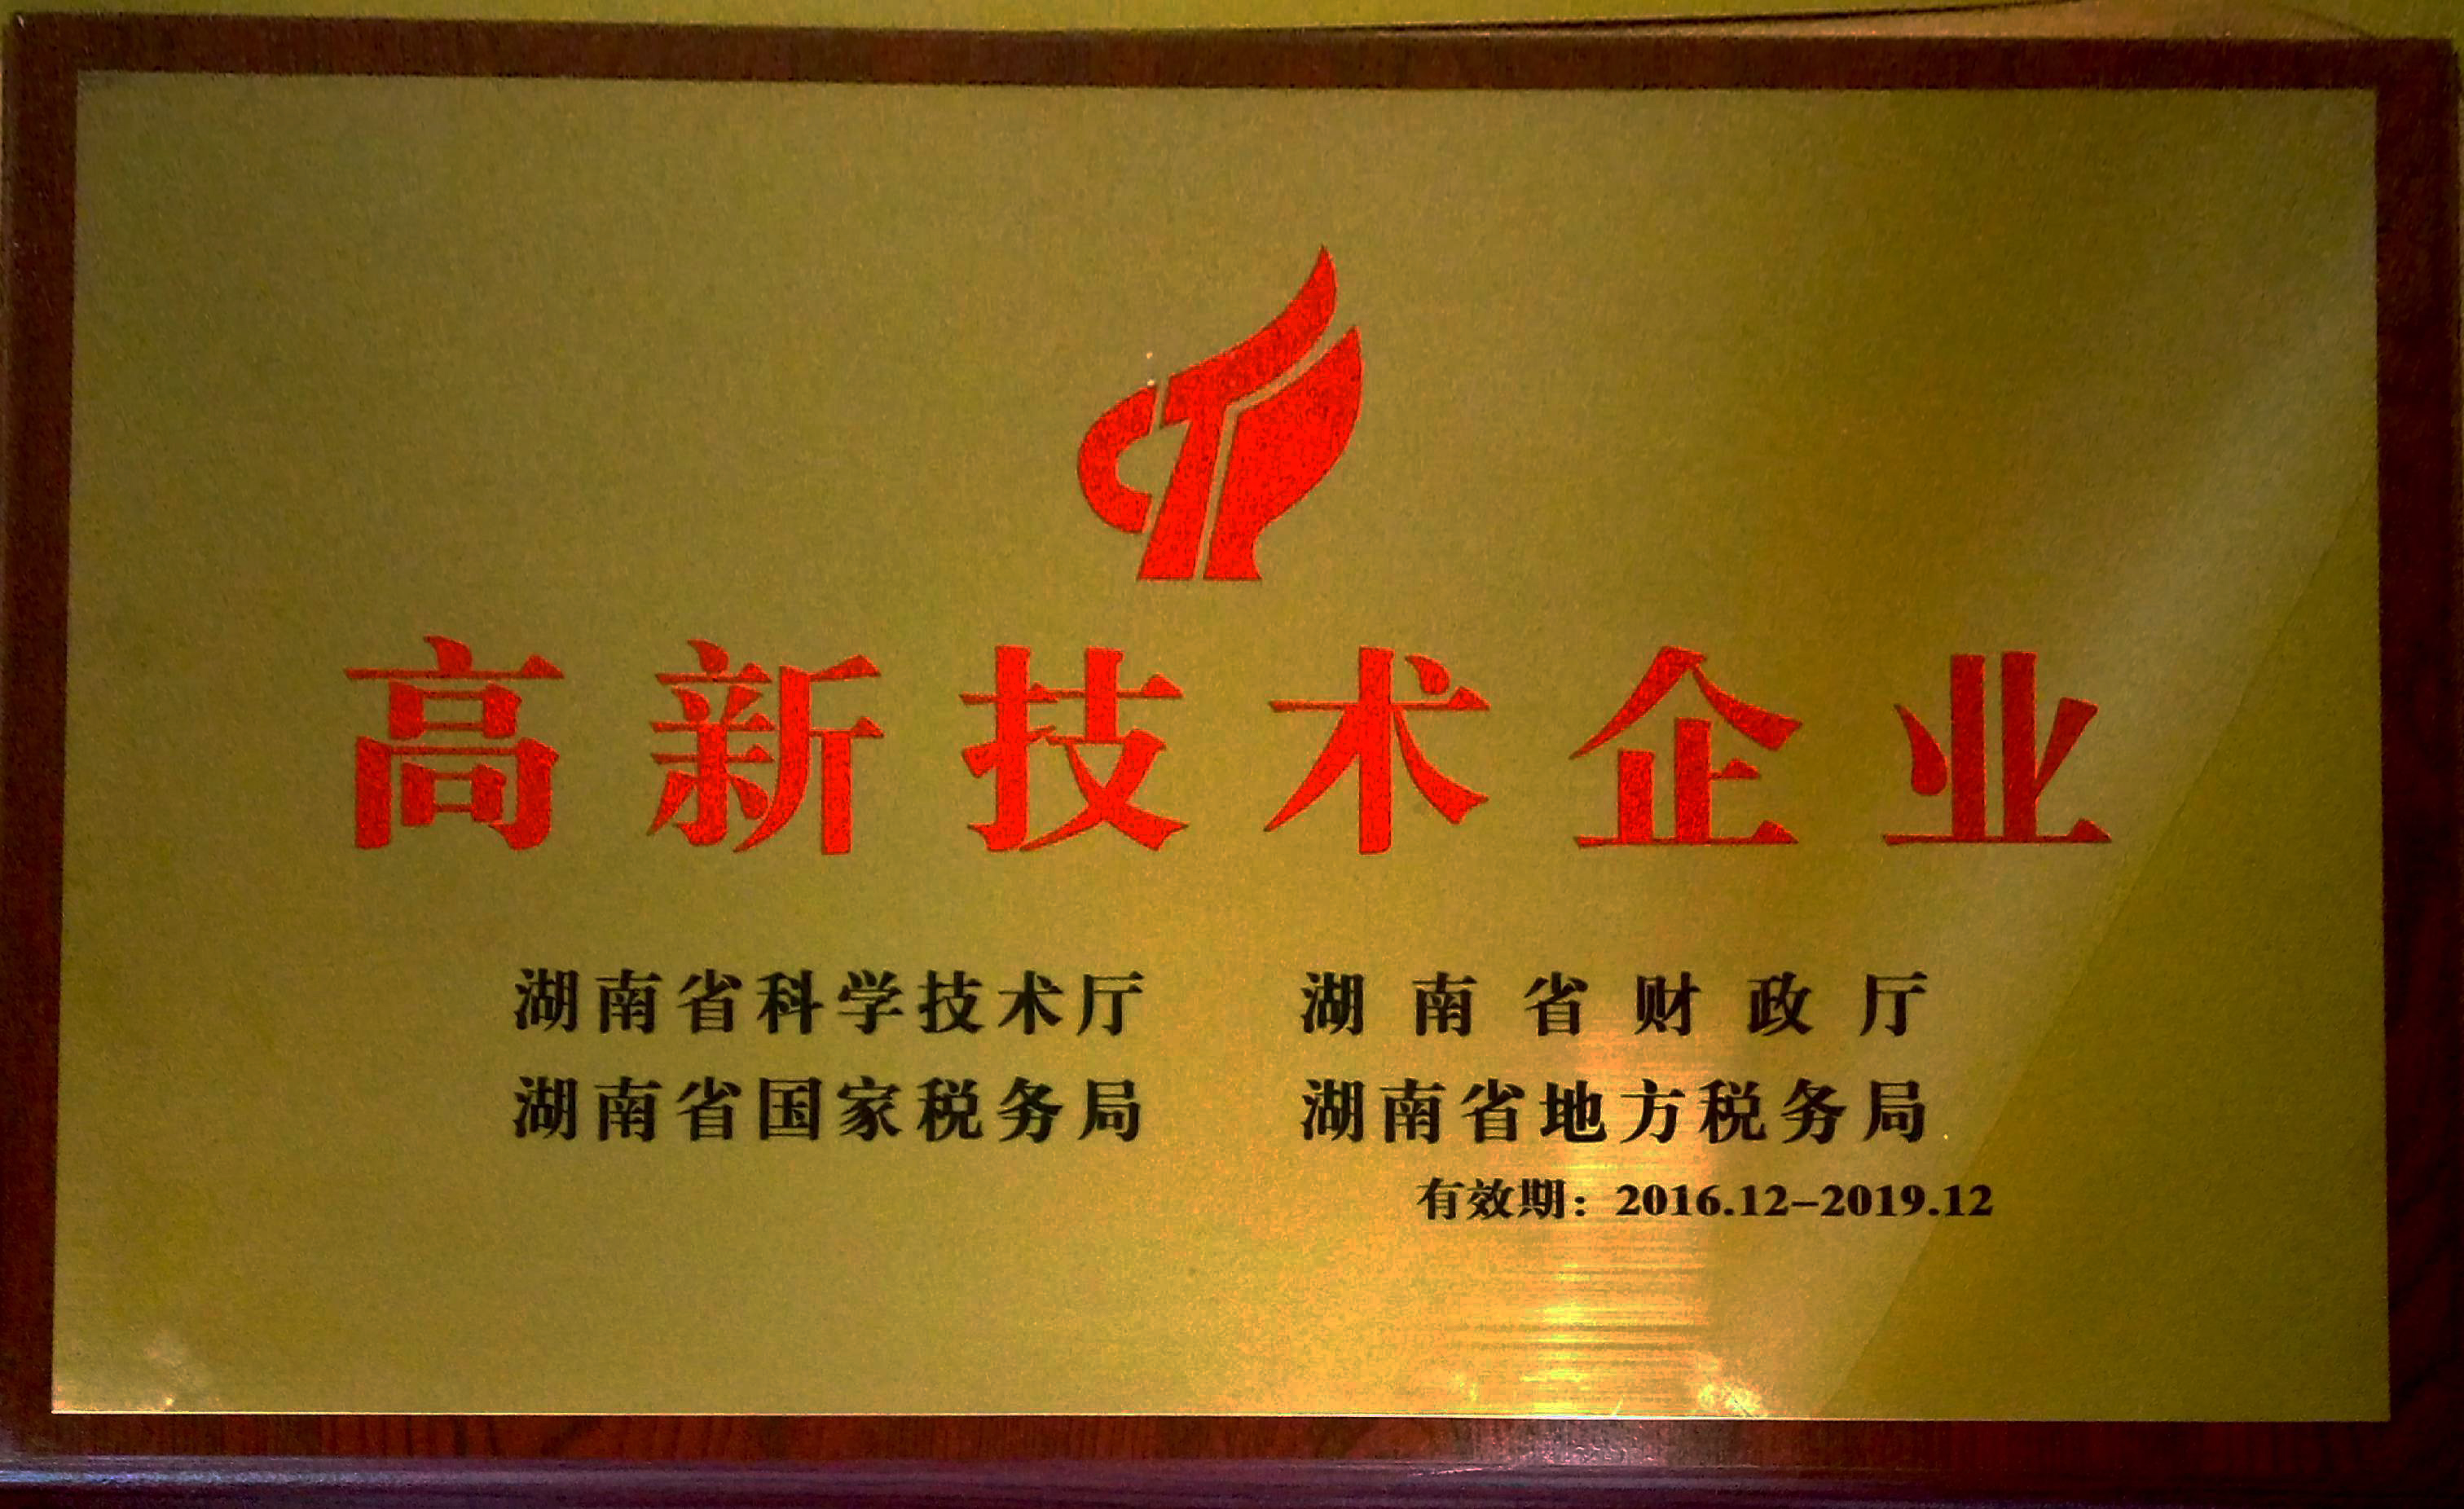 高新技术企业
湖南省科学技术厅 湖南省财政厅
湖南省国家税务局 湖南省地方税务局
有效期：2016.12-2019.12